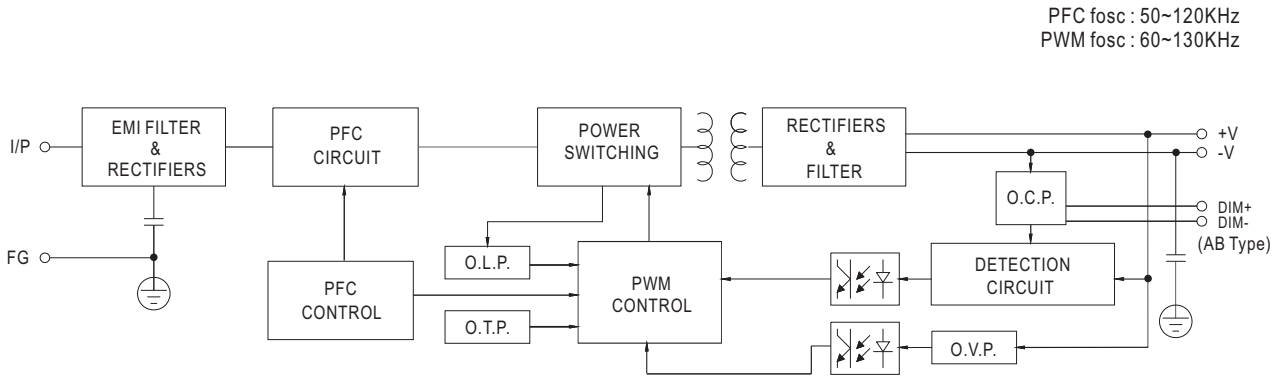 PFC fosc : 50~120KHz
PWM fosc : 60~130KHz
I/P
EMI FILTER
&
RECTIFIERS
PFC
CIRCUIT
POWER
SWITCHING
RECTIFIERS
&
FILTER
+V
-V
O.C.P.
DIM+
DIM-
(AB Type)
FG
O.L.P.
PFC
CONTROL
PWM
CONTROL
DETECTION
CIRCUIT
O.T.P.
O.V.P.